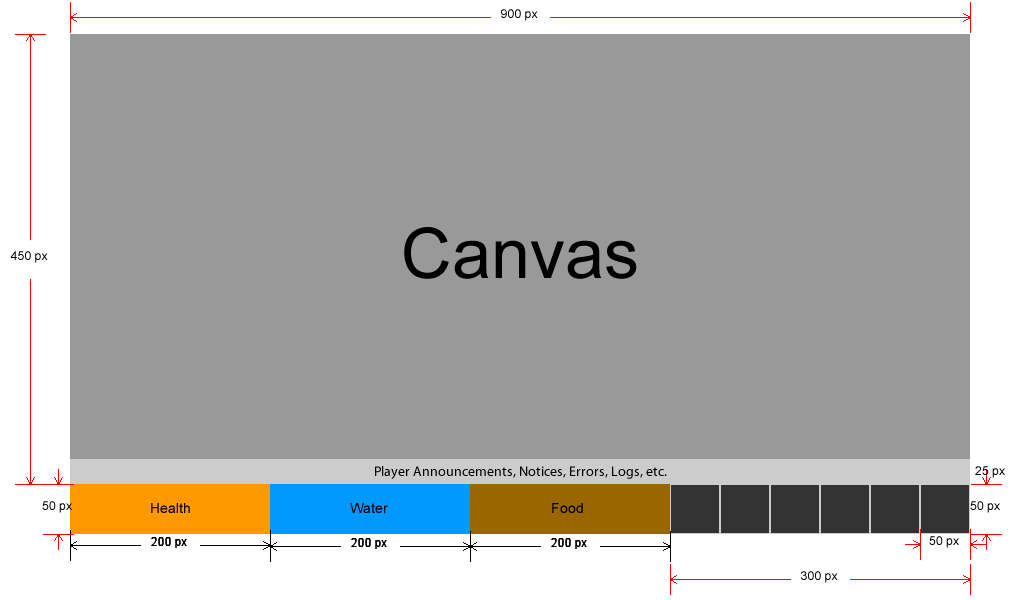 900 px
450 px
Canvas
Player Announcements, Notices, Errors, Logs, etc.
25 px
50 px
Health
Water
Food
50 px
200 px
200 px
200 px
50 px
300 px